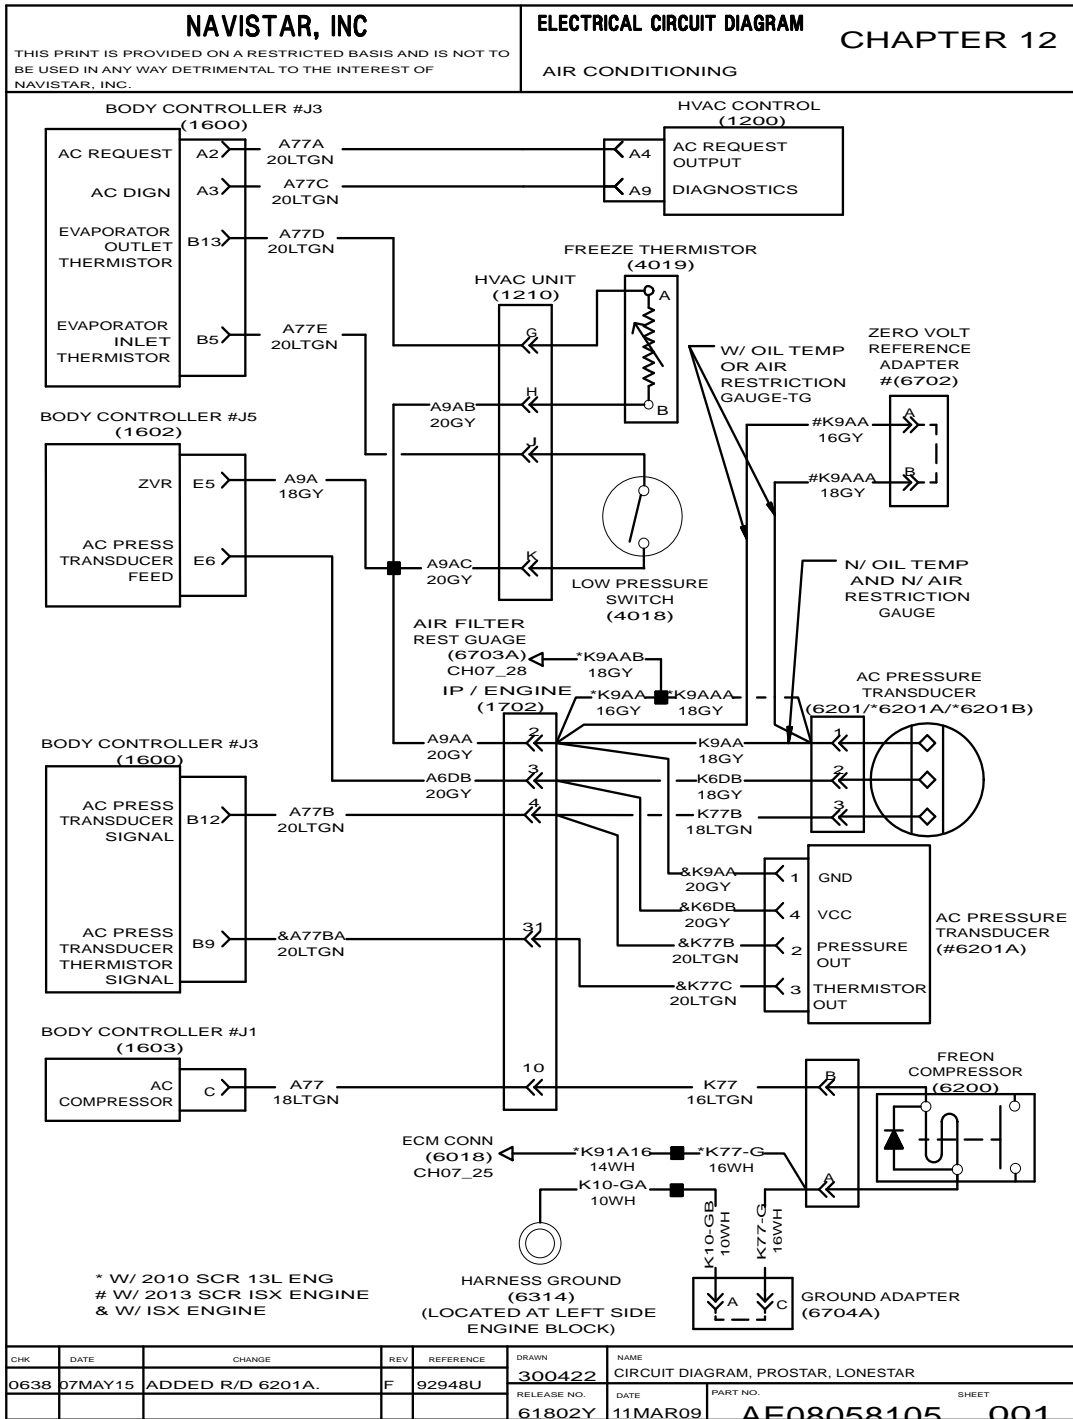 NAVISTAR, INC
THIS PRINT IS PROVIDED ON A RESTRICTED BASIS AND IS NOT TO
BE USED IN ANY WAY DETRIMENTAL TO THE INTEREST OF
NAVISTAR, INC.
ELECTRICAL CIRCUIT DIAGRAM
CHAPTER 12
AIR CONDITIONING
BODY CONTROLLER #J3
(1600)
AC REQUEST
A2
A77A
20LTGN
AC DIGN
A3
A77C
20LTGN
EVAPORATOR
OUTLET
THERMISTOR
B13
A77D
20LTGN
EVAPORATOR
INLET
THERMISTOR
B5
A77E
20LTGN
HVAC CONTROL
(1200)
A4
AC REQUEST
OUTPUT
A9
DIAGNOSTICS
FREEZE THERMISTOR
(4019)
A
B
HVAC UNIT
(1210)
G
H
J
K
A9AB
20GY
A9AC
20GY
LOW PRESSURE
SWITCH
(4018)
W/ OIL TEMP
OR AIR
RESTRICTION
GAUGE-TG
ZERO VOLT
REFERENCE
ADAPTER
#(6702)
#K9AA
16GY
A
#K9AAA
18GY
B
N/ OIL TEMP
AND N/ AIR
RESTRICTION
GAUGE
BODY CONTROLLER #J5
(1602)
ZVR
E5
A9A
18GY
AC PRESS
TRANSDUCER
FEED
E6
AIR FILTER
REST GUAGE
(6703A)
CH07_28
*K9AAB
18GY
IP / ENGINE
(1702)
*K9AA
16GY
*K9AAA
18GY
AC PRESSURE
TRANSDUCER
(6201/*6201A/*6201B)
A9AA
20GY
2
K9AA
18GY
1
A6DB
20GY
3
K6DB
18GY
2
4
K77B
18LTGN
3
BODY CONTROLLER #J3
(1600)
AC PRESS
TRANSDUCER
SIGNAL
B12
A77B
20LTGN
AC PRESS
TRANSDUCER
THERMISTOR
SIGNAL
B9
&A77BA
20LTGN
31
&K9AA
20GY
1
GND
&K6DB
20GY
4
VCC
&K77B
20LTGN
2
PRESSURE
OUT
&K77C
20LTGN
3
THERMISTOR
OUT
AC PRESSURE
TRANSDUCER
(#6201A)
BODY CONTROLLER #J1
(1603)
AC
COMPRESSOR
C
A77
18LTGN
10
K77
16LTGN
B
FREON
COMPRESSOR
(6200)
ECM CONN
(6018)
CH07_25
*K91A16
14WH
*K77-G
16WH
A
K10-GA
10WH
K10-GB
10WH
K77-G
16WH
HARNESS GROUND
(6314)
(LOCATED AT LEFT SIDE
ENGINE BLOCK)
A
C
GROUND ADAPTER
(6704A)
* W/ 2010 SCR 13L ENG
# W/ 2013 SCR ISX ENGINE
& W/ ISX ENGINE
CHK
DATE
CHANGE
REV
REFERENCE
0638
07MAY15
ADDED R/D 6201A.
F
92948U
DRAWN
300422
NAME
CIRCUIT DIAGRAM, PROSTAR, LONESTAR
RELEASE NO.
61802Y
DATE
11MAR09
PART NO.
AE08058105
SHEET
001